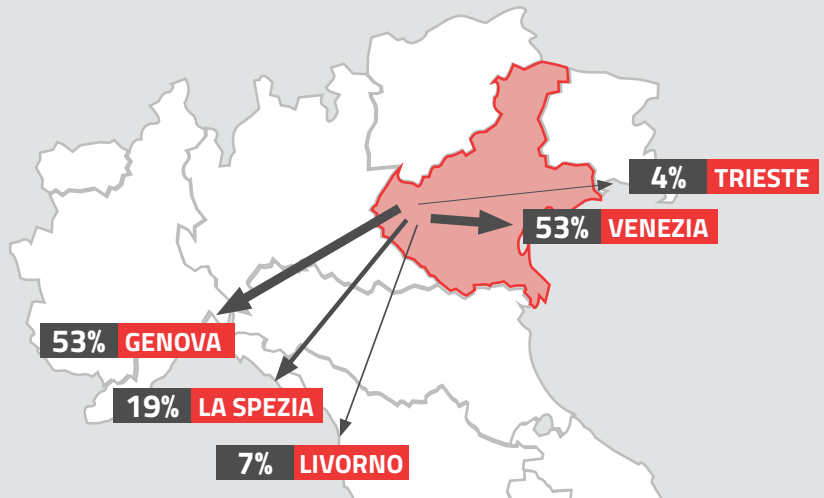 4% TRIESTE
53% VENEZIA
53% GENOVA
19% LA SPEZIA
7% LIVORNO